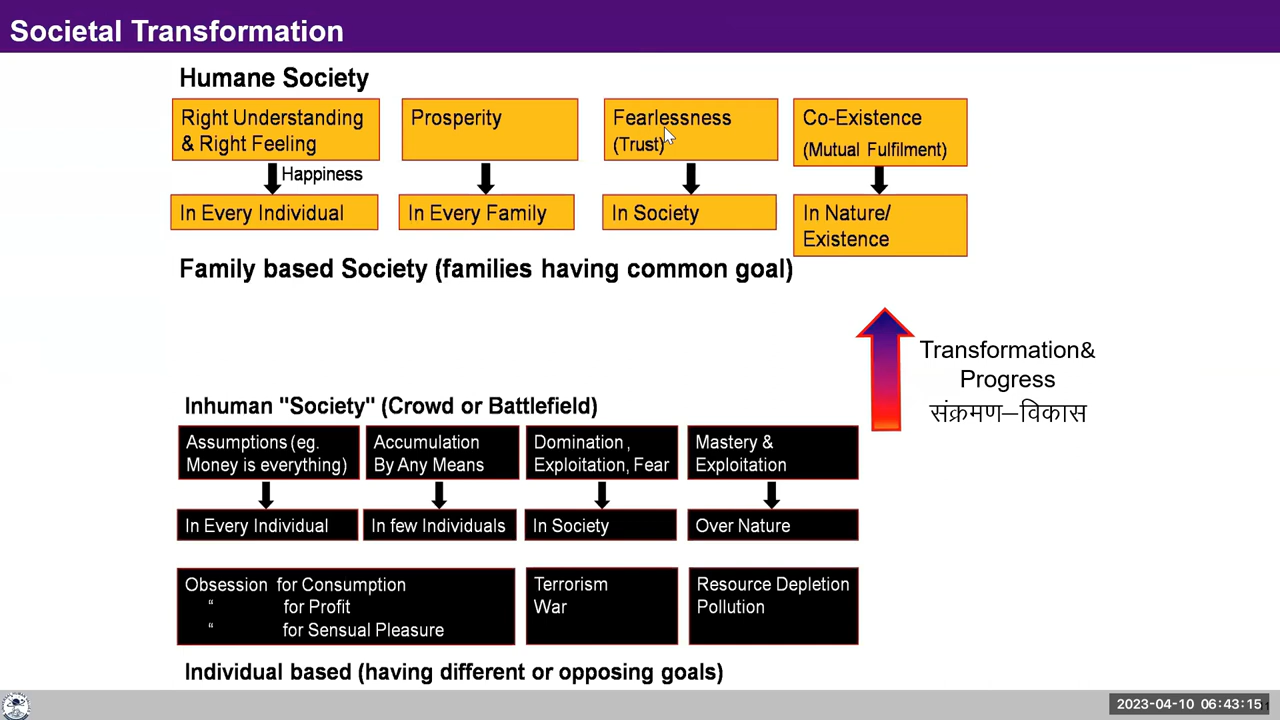 Societal Transformation
Humane Society
Right Understanding
& Right Feeling
Prosperity
Fearlessness
(Trust)
Co-Existence
(Mutual Fulfilment)
Happiness
In Every Individual
In Every Family
In Society
In Nature/
Existence
Family based Society (families having common goal)
Transformation&
Progress
संक्रमण–विकास
Inhuman "Society" (Crowd or Battlefield)
Assumptions (eg.
Money is everything)
Accumulation
By Any Means
Domination ,
Exploitation, Fear
Mastery &
Exploitation
In Every Individual
In few Individuals
In Society
Over Nature
Obsession for Consumption
“ for Profit
“ for Sensual Pleasure
Terrorism
War
Resource Depletion
Pollution
Individual based (having different or opposing goals)
2023-04-10 06:43:15